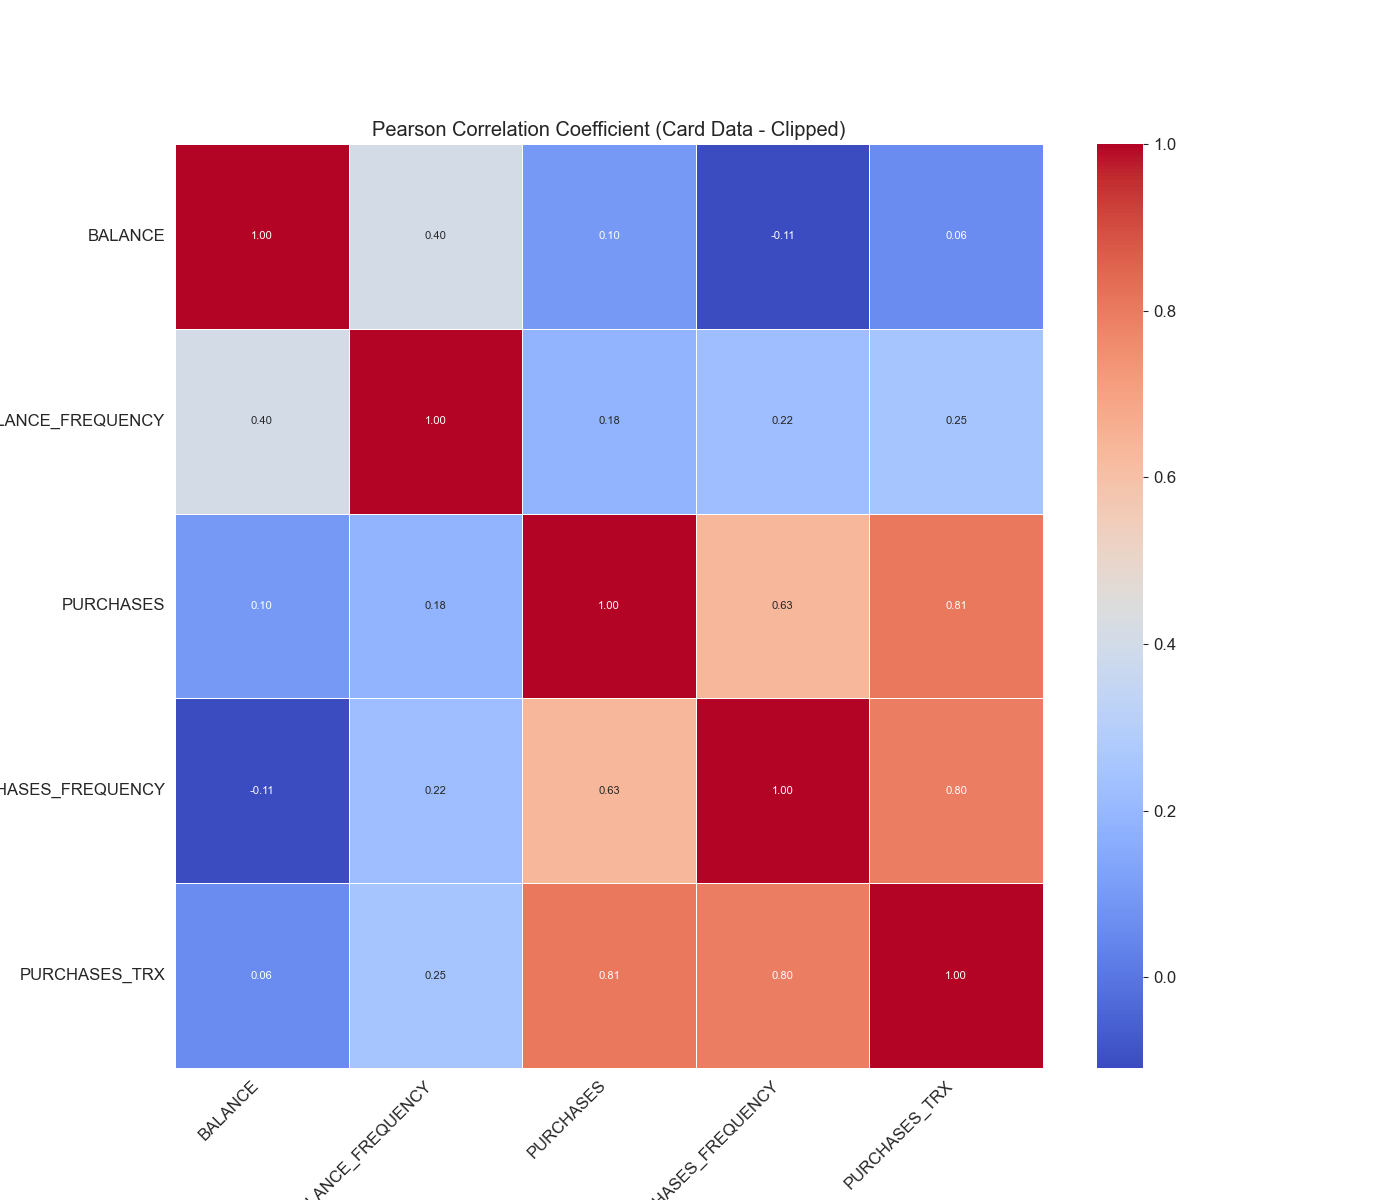 Pearson Correlation Coefficient (Card Data - Clipped)
1.0
BALANCE 1.00 0.40 0.10 -0.11 0.06
0.8
LANCE_FREQUENCY 0.40 1.00 0.18 0.22 0.25
0.6
PURCHASES 0.10 0.18 1.00 0.63 0.81
0.4
HASES_FREQUENCY -0.11 0.22 0.63 1.00 0.80
0.2
PURCHASES_TRX 0.06 0.25 0.81 0.80 1.00
0.0
BALANCE
LANCE_FREQUENCY
PURCHASES
HASES_FREQUENCY
PURCHASES_TRX